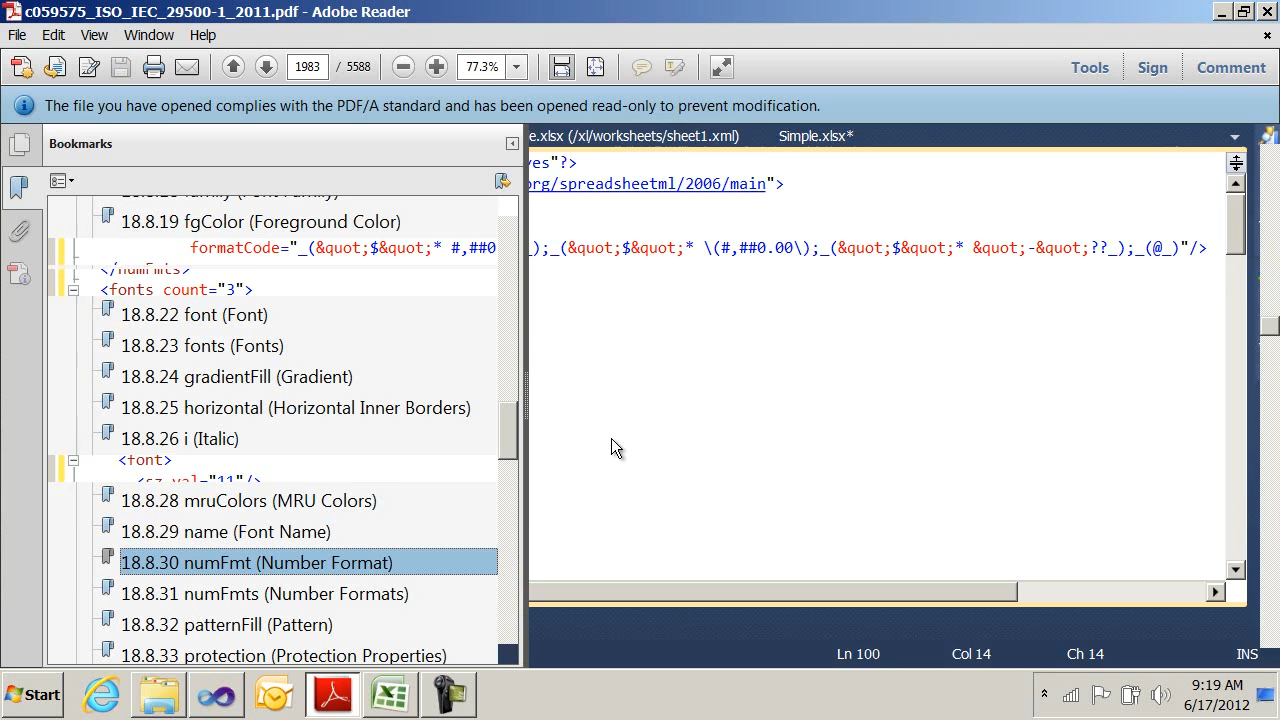 c059575_ISO_IEC_29500-1_2011.pdf - Adobe Reader
File Edit View Window Help
1983 / 5588 77.3% Tools Sign Comment
The file you have opened complies with the PDF/A standard and has been opened read-only to prevent modification.
Bookmarks
e.xlsx (/xl/worksheets/sheet1.xml) Simple.xlsx*
es"?>
org/spreadsheetml/2006/main">
18.8.19 fgColor (Foreground Color)
formatCode="_(&quot;$&quot;* #,##0 _);_(&quot;$&quot;* \(#,##0.00\);_(&quot;$&quot;* &quot;-&quot;??_);_(@_)"/>
</numFmts>
<fonts count="3">
18.8.22 font (Font)
18.8.23 fonts (Fonts)
18.8.24 gradientFill (Gradient)
18.8.25 horizontal (Horizontal Inner Borders)
18.8.26 i (Italic)
<font>
<sz val="11"/>
18.8.28 mruColors (MRU Colors)
18.8.29 name (Font Name)
18.8.30 numFmt (Number Format)
18.8.31 numFmts (Number Formats)
18.8.32 patternFill (Pattern)
18.8.33 protection (Protection Properties)
Ln 100 Col 14 Ch 14 INS
Start
9:19 AM
6/17/2012